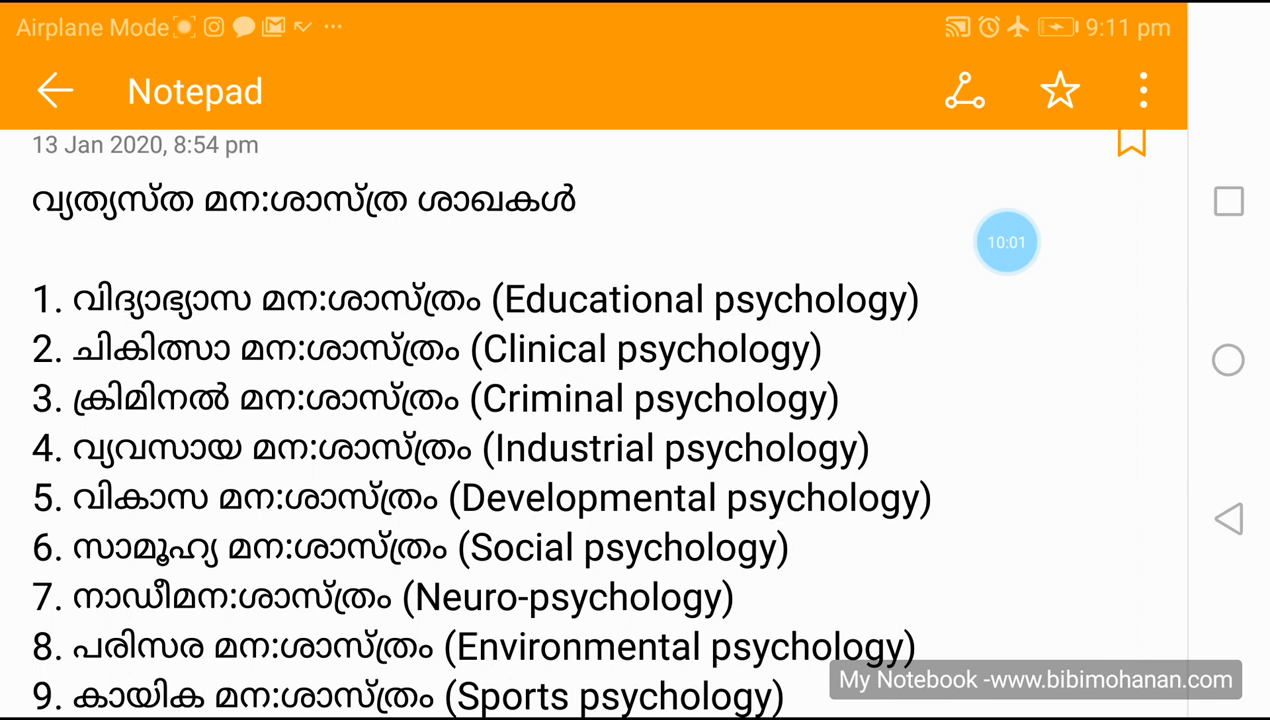 Airplane Mode ... 9:11 pm
Notepad
13 Jan 2020, 8:54 pm
വ്യത്യസ്ത മന:ശാസ്ത്ര ശാഖകൾ
10:01
1. വിദ്യാഭ്യാസ മന:ശാസ്ത്രം (Educational psychology)
2. ചികിത്സാ മന:ശാസ്ത്രം (Clinical psychology)
3. ക്രിമിനൽ മന:ശാസ്ത്രം (Criminal psychology)
4. വ്യവസായ മന:ശാസ്ത്രം (Industrial psychology)
5. വികാസ മന:ശാസ്ത്രം (Developmental psychology)
6. സാമൂഹ്യ മന:ശാസ്ത്രം (Social psychology)
7. നാഡീമന:ശാസ്ത്രം (Neuro-psychology)
8. പരിസര മന:ശാസ്ത്രം (Environmental psychology)
9. കായിക മന:ശാസ്ത്രം (Sports psychology)
My Notebook -www.bibimohanan.com